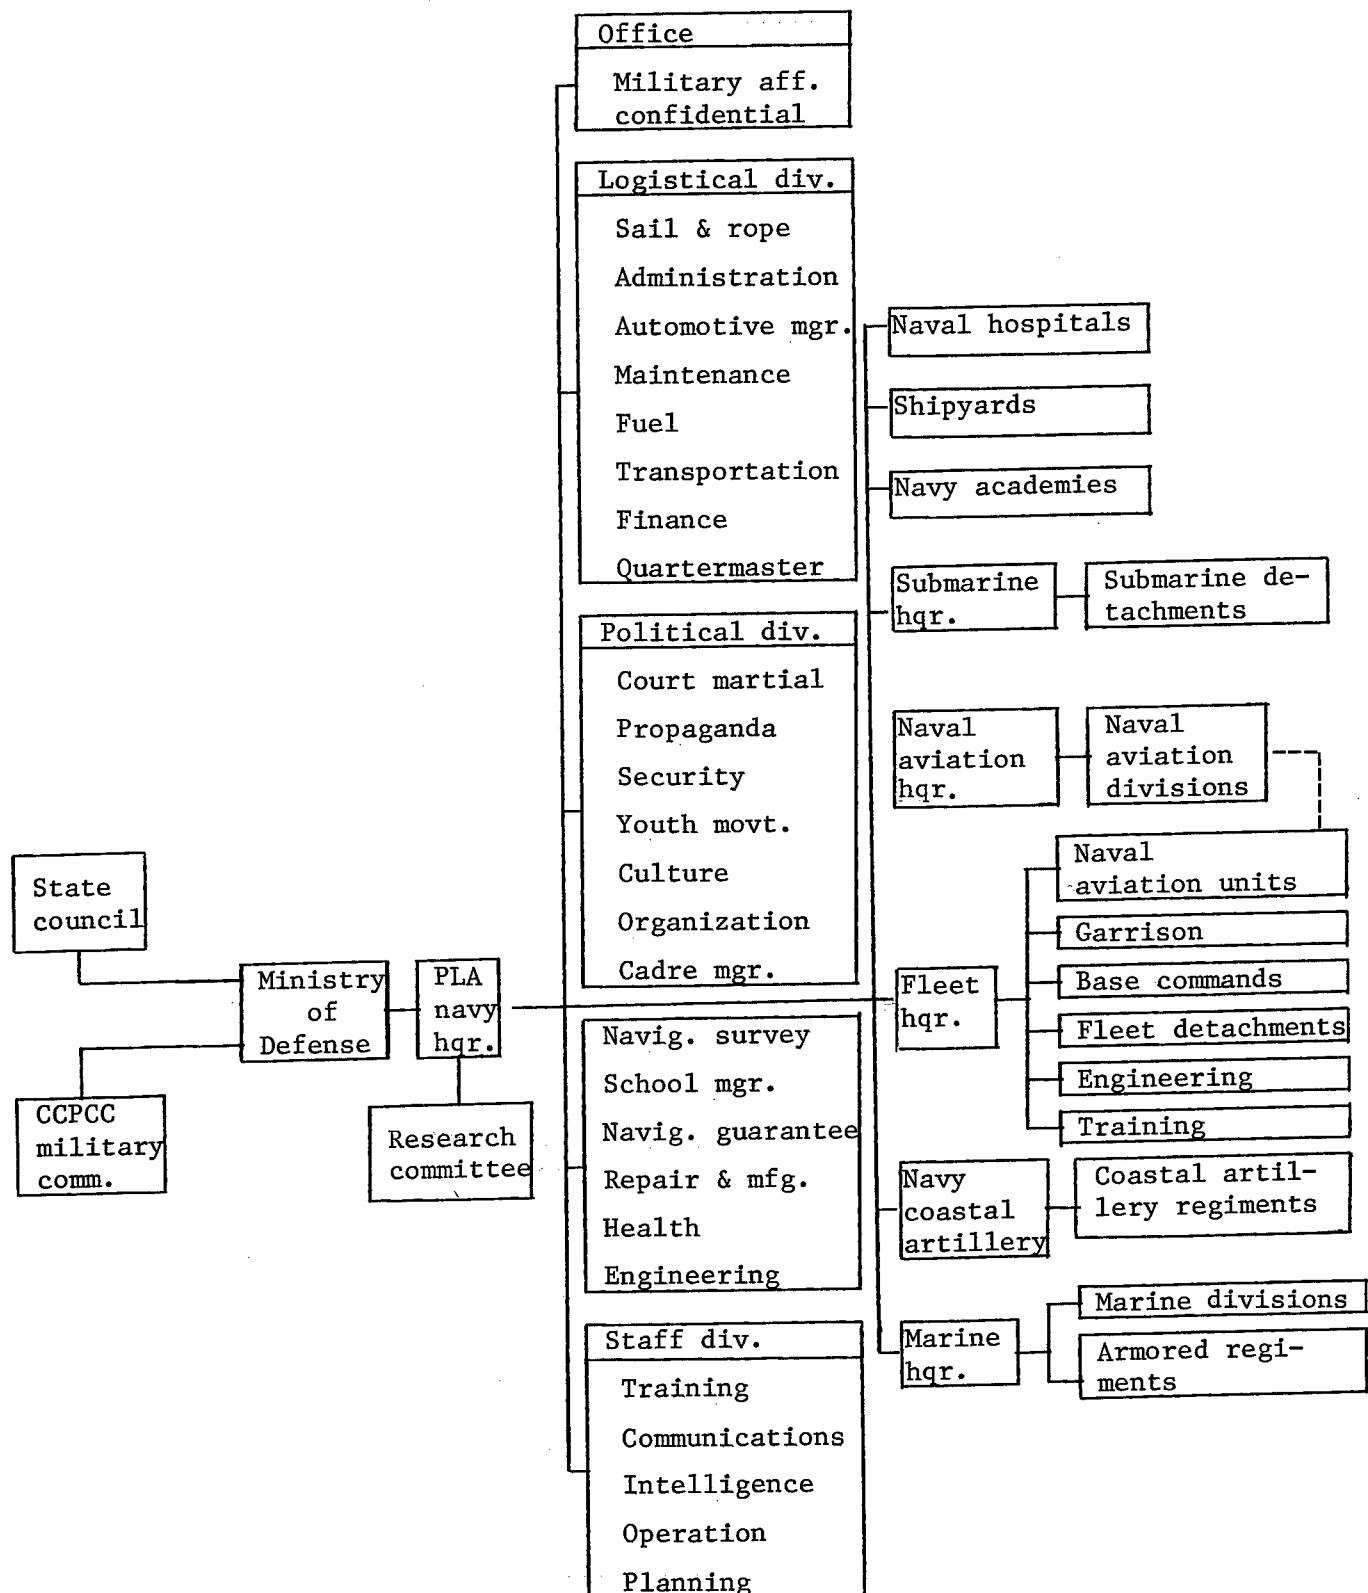 Office
Military aff.
confidential
Logistical div.
Sail & rope
Administration
Automotive mgr.
Maintenance
Fuel
Transportation
Finance
Quartermaster
Political div.
Court martial
Propaganda
Security
Youth movt.
Culture
Organization
Cadre mgr.
Navig. survey
School mgr.
Navig. guarantee
Repair & mfg.
Health
Engineering
Staff div.
Training
Communications
Intelligence
Operation
Planning
State
council
Ministry
of
Defense
CCPCC
military
comm.
PLA
navy
hqr.
Research
committee
Naval hospitals
Shipyards
Navy academies
Submarine
hqr.
Submarine de-
tachments
Naval
aviation
hqr.
Naval
aviation
divisions
Fleet
hqr.
Naval
aviation units
Garrison
Base commands
Fleet detachments
Engineering
Training
Navy
coastal
artillery
Coastal artil-
lery regiments
Marine
hqr.
Marine divisions
Armored regi-
ments